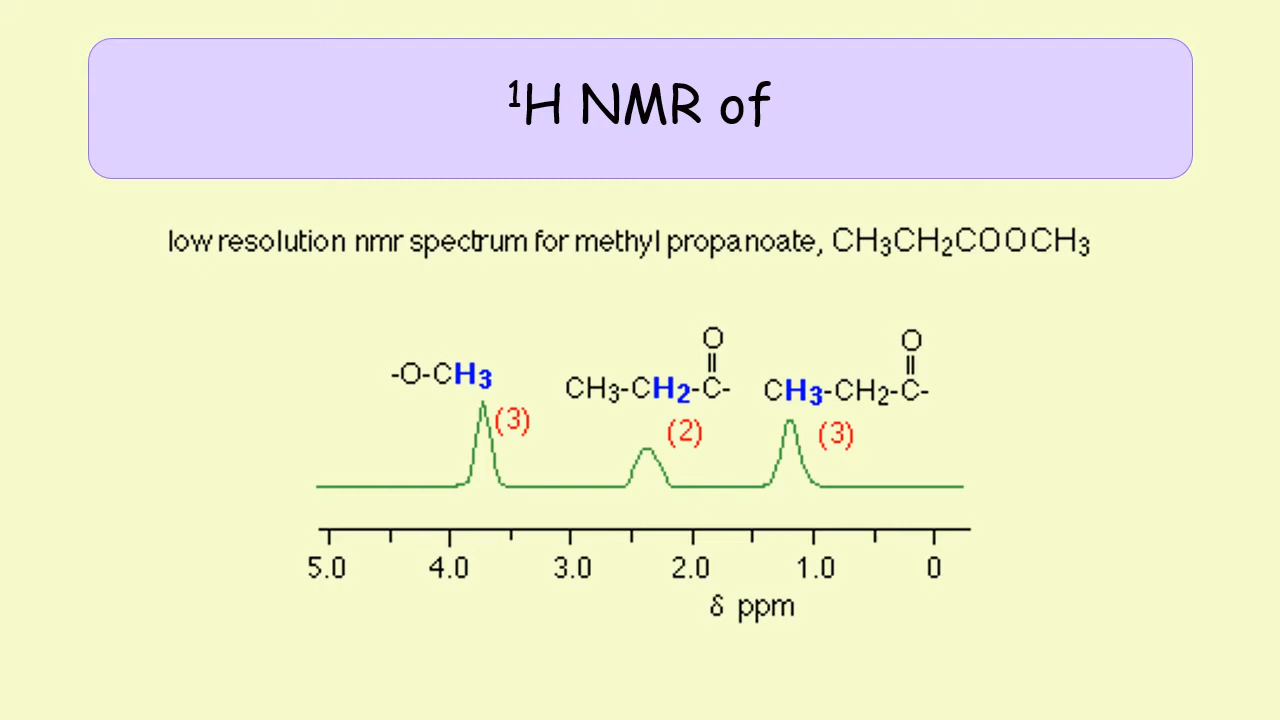 ¹H NMR of
low resolution nmr spectrum for methyl propanoate, CH₃CH₂COOCH₃
O
O
-O-CH₃
CH₃-CH₂-C-
CH₃-CH₂-C-
(3)
(2)
(3)
5.0 4.0 3.0 2.0 1.0 0
δ ppm